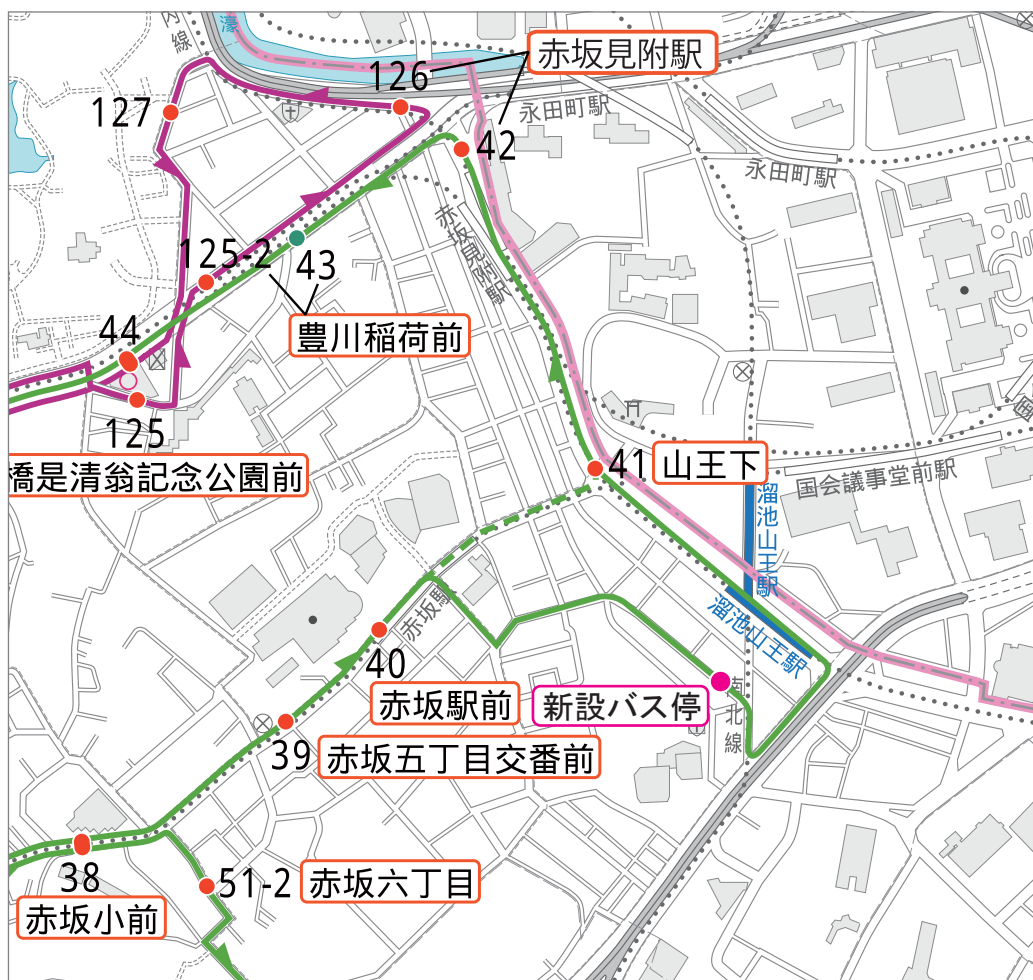 内
線
濠
126
赤坂見附駅
127
永田町駅
42
永田町駅
赤坂見附駅
125-2
43
豊川稲荷前
44
125
橋是清翁記念公園前
41
山王下
国会議事堂前駅
溜池山王駅
溜池山王駅
赤坂駅
40
赤坂駅前
新設バス停
南北線
39
赤坂五丁目交番前
38
赤坂小前
51-2
赤坂六丁目